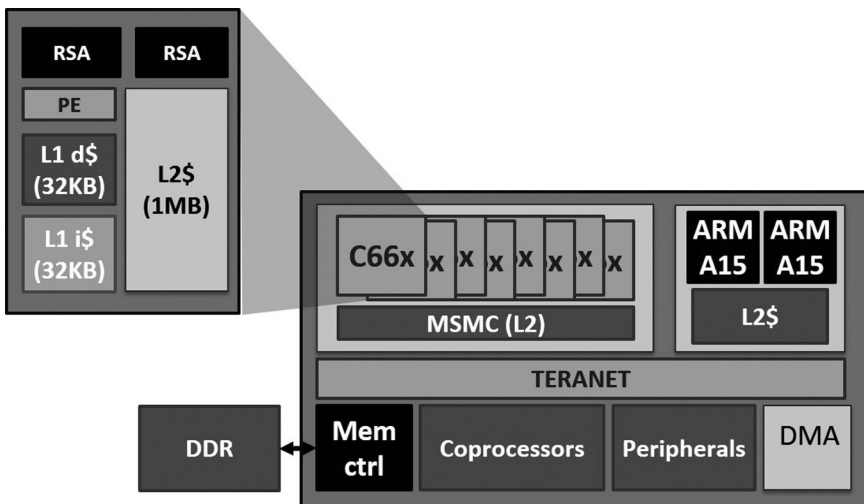 RSA
RSA
PE
L1 d$
(32KB)
L2$
(1MB)
L1 i$
(32KB)
C66x
x
x
x
x
x
x
x
MSMC (L2)
ARM
A15
ARM
A15
L2$
TERANET
DDR
Mem
ctrl
Coprocessors
Peripherals
DMA